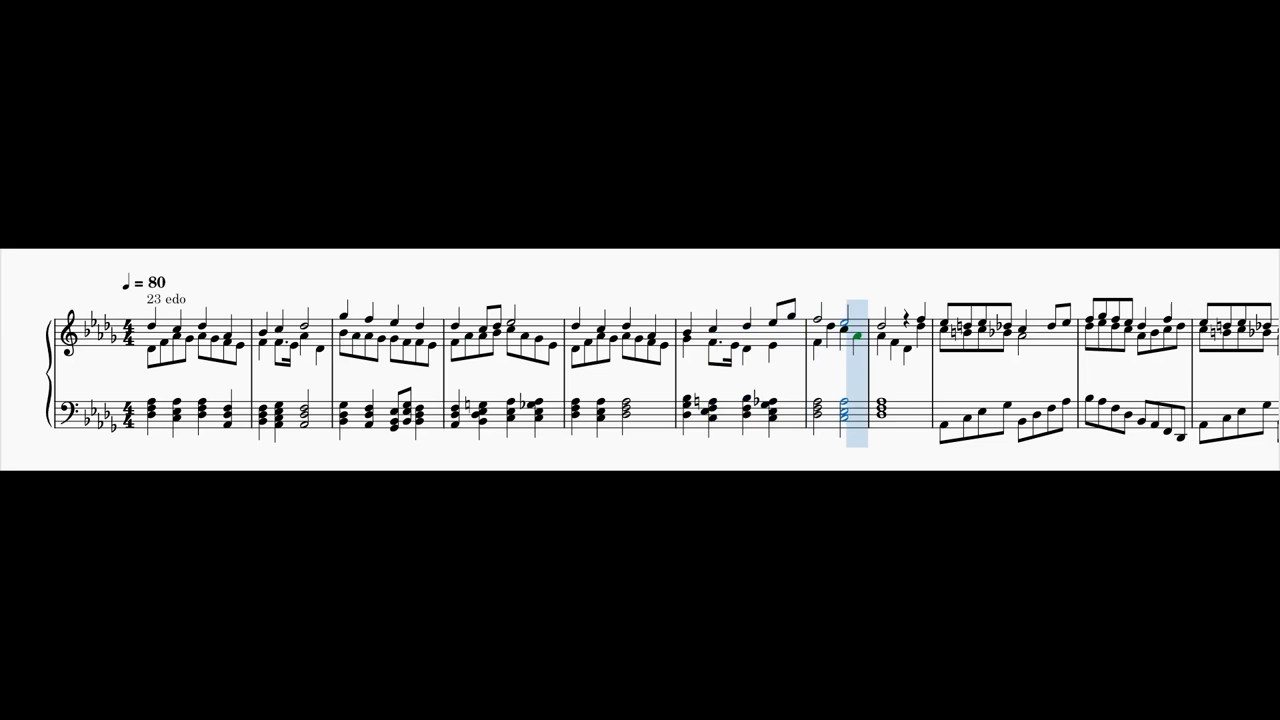 ♩ = 80
23 edo